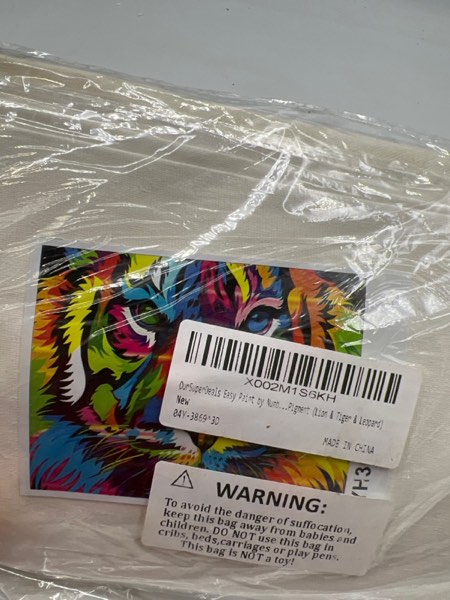 X002M1S6KH
OurSuperDeals Easy Paint by Numb...Pigment (Lion & Tiger & Leopard)
New
MADE IN CHINA
YH3
WARNING:
To avoid the danger of suffocation,
keep this bag away from babies and
children. DO NOT use this bag in
cribs, beds,carriages or play pens.
This bag is NOT a toy!